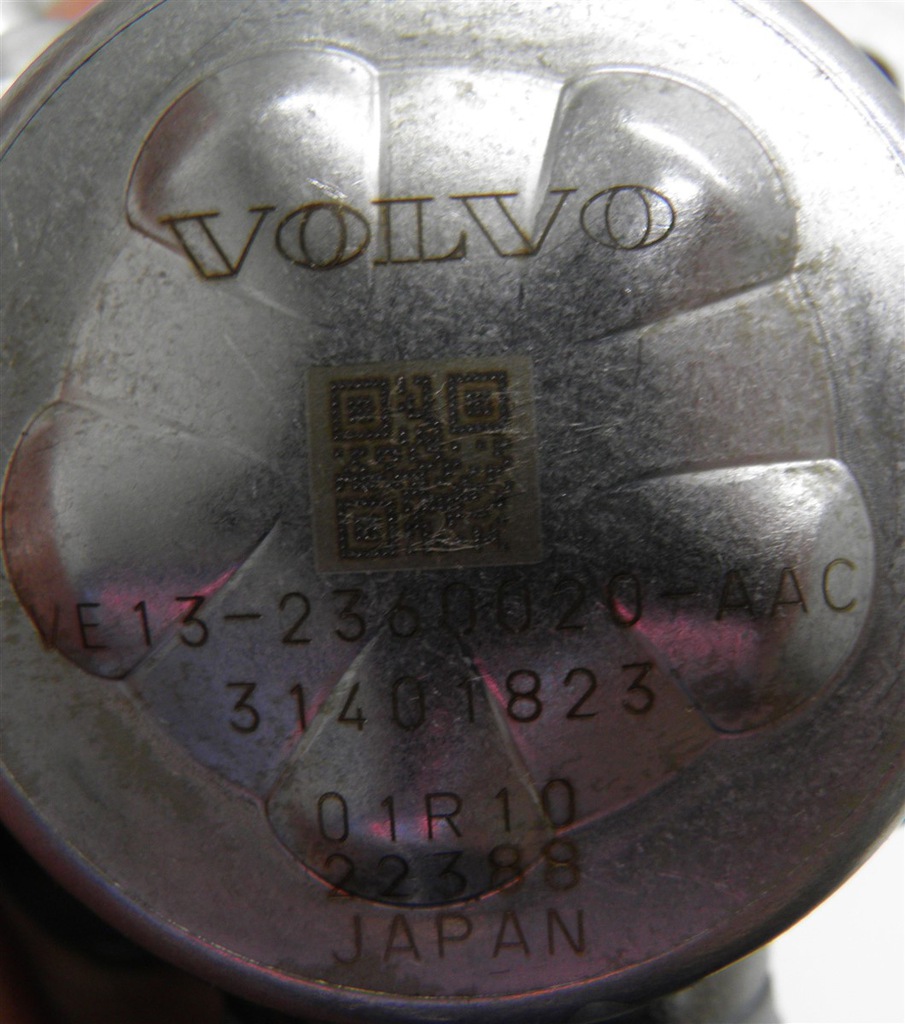 VOLVO
VE13-2360020-AAC
31401823
01R10
22388
JAPAN